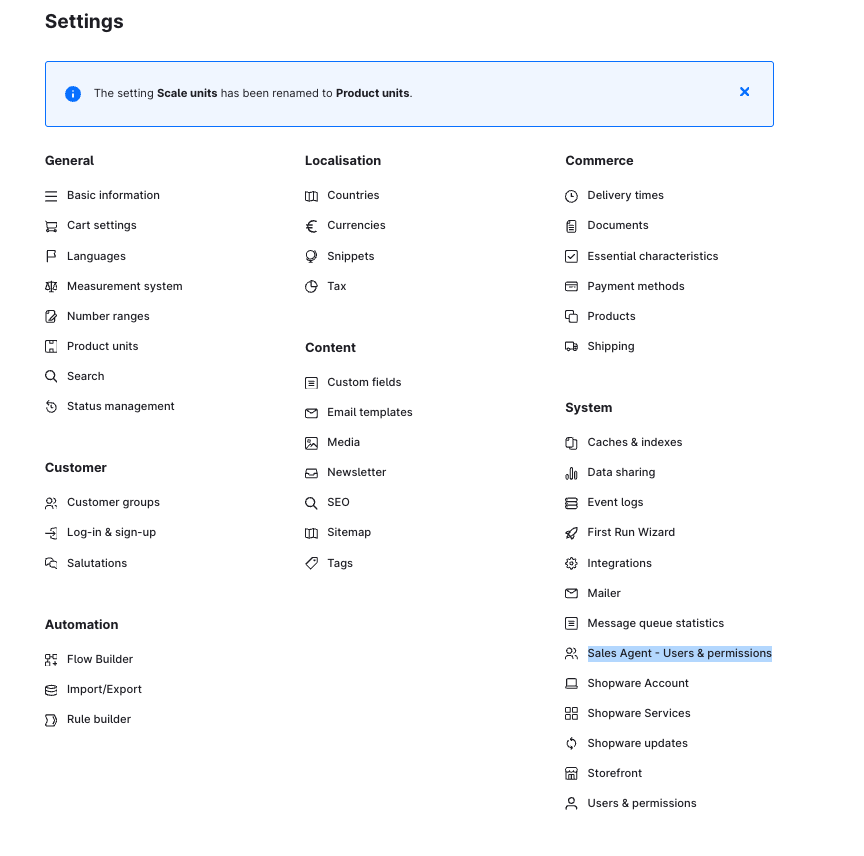 Settings
The setting Scale units has been renamed to Product units.
General
Basic information
Cart settings
Languages
Measurement system
Number ranges
Product units
Search
Status management
Customer
Customer groups
Log-in & sign-up
Salutations
Automation
Flow Builder
Import/Export
Rule builder
Localisation
Countries
Currencies
Snippets
Tax
Content
Custom fields
Email templates
Media
Newsletter
SEO
Sitemap
Tags
Commerce
Delivery times
Documents
Essential characteristics
Payment methods
Products
Shipping
System
Caches & indexes
Data sharing
Event logs
First Run Wizard
Integrations
Mailer
Message queue statistics
Sales Agent - Users & permissions
Shopware Account
Shopware Services
Shopware updates
Storefront
Users & permissions